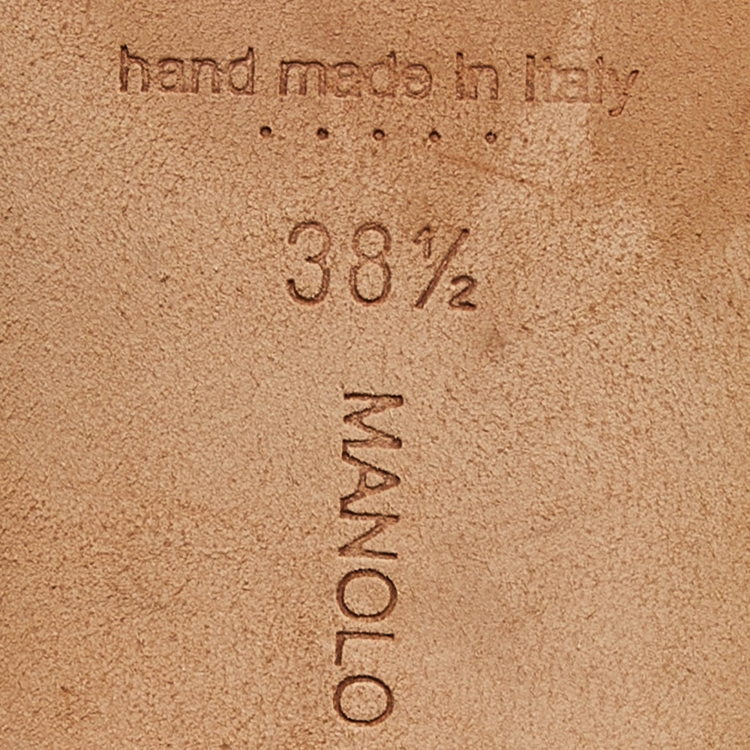 hand made in Italy
• • • • •
38½
MANOLO